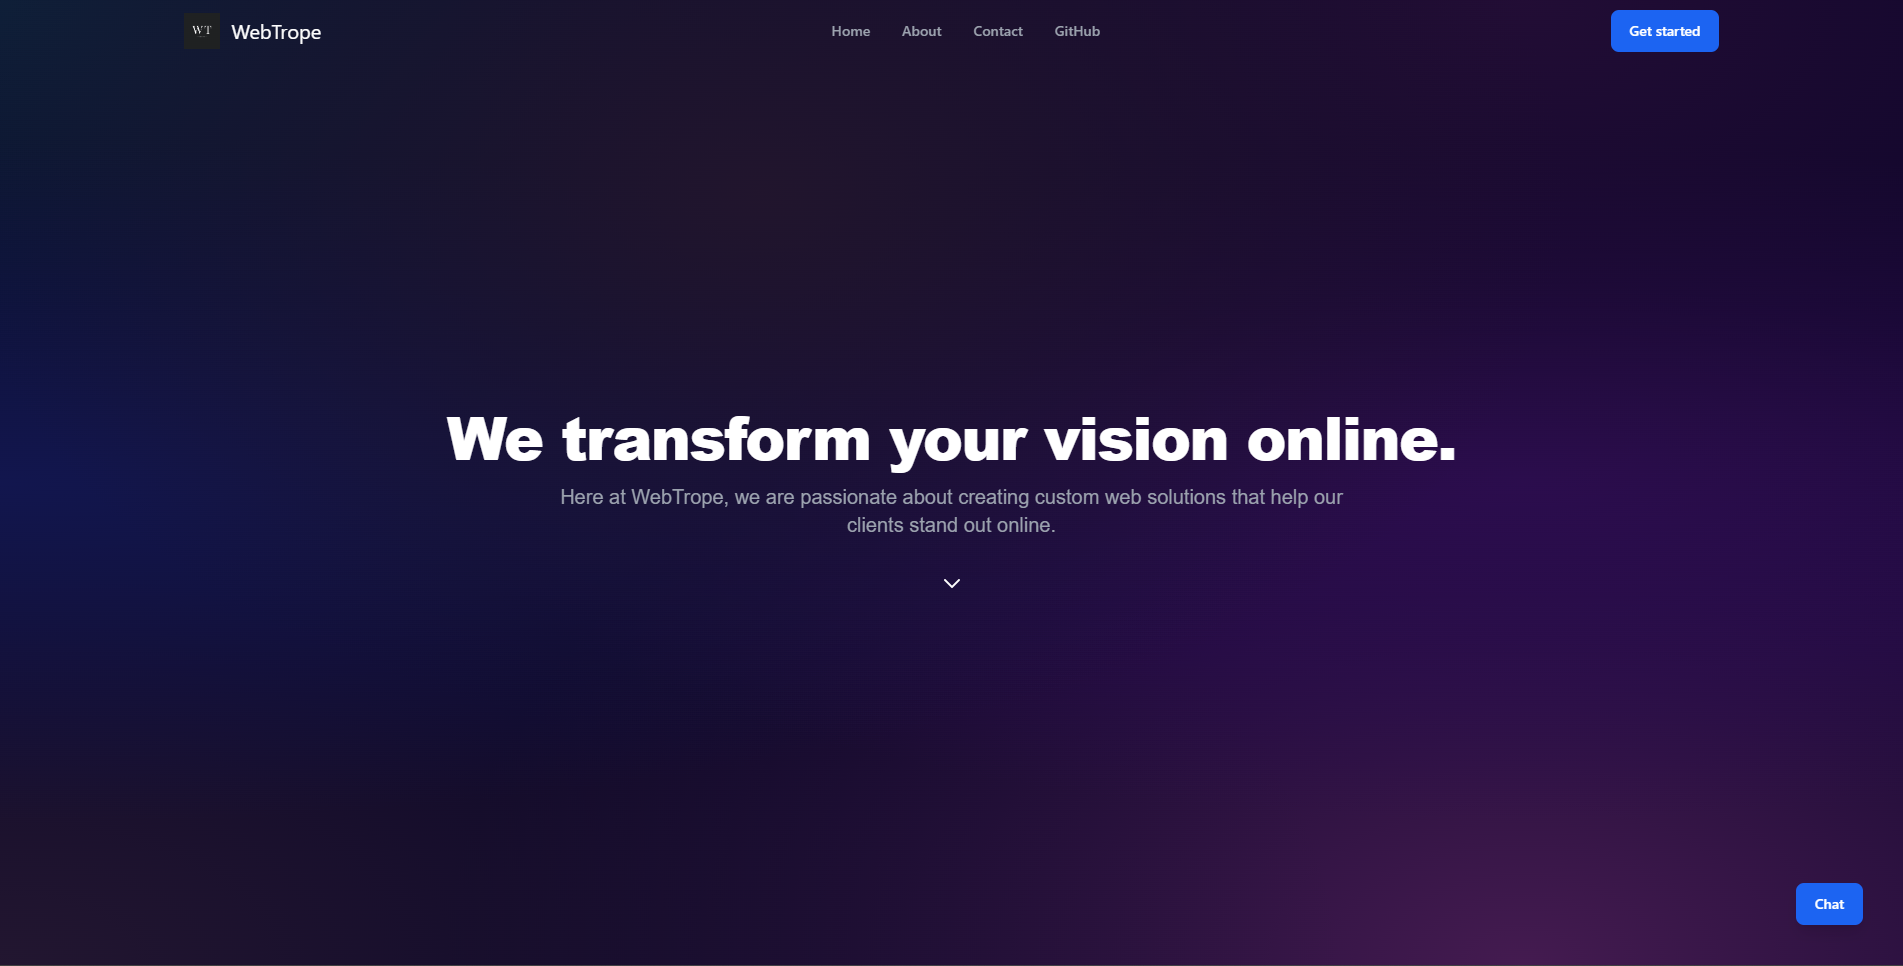 WT WebTrope Home About Contact GitHub Get started
We transform your vision online.
Here at WebTrope, we are passionate about creating custom web solutions that help our
clients stand out online.
Chat